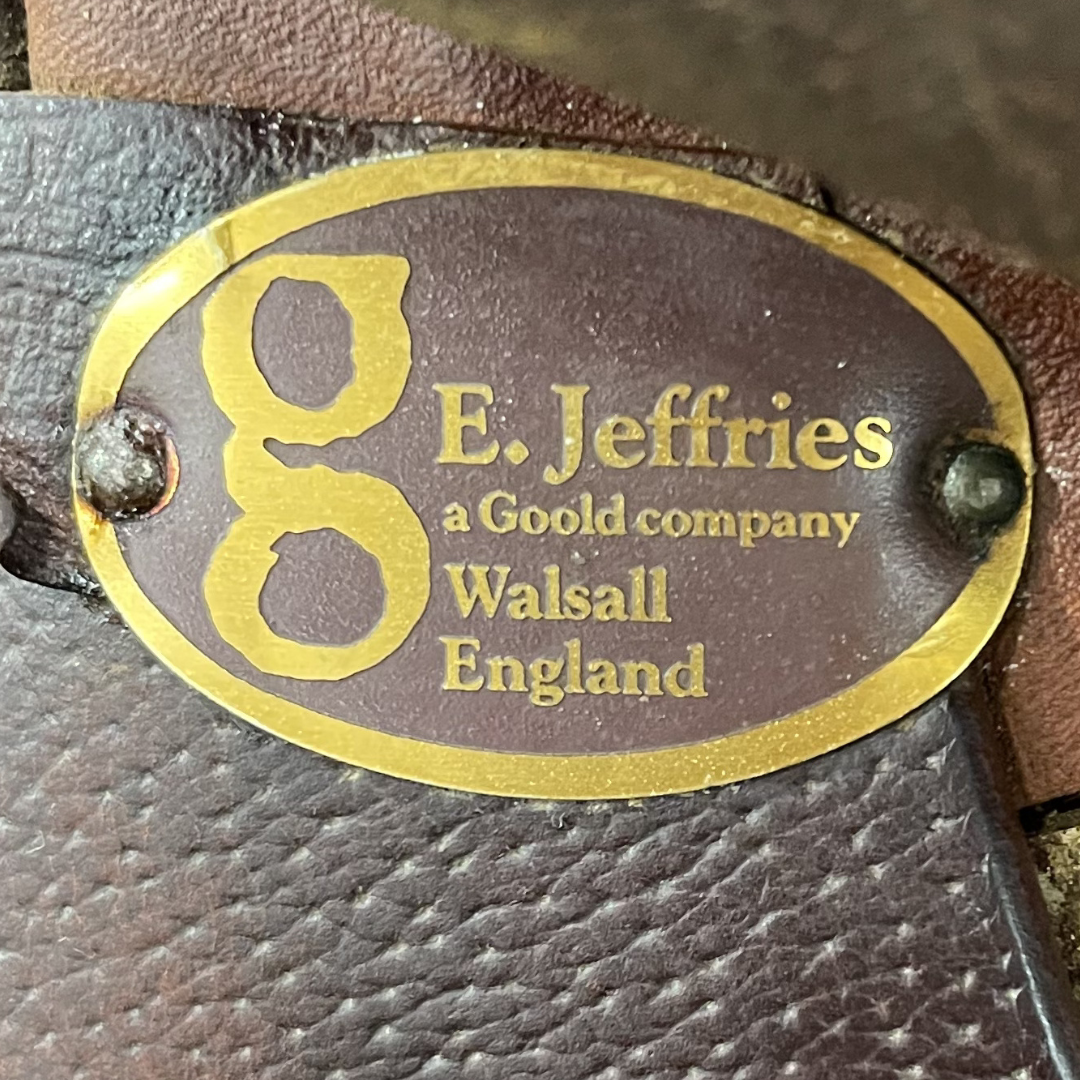 g
E. Jeffries
a Goold company
Walsall
England